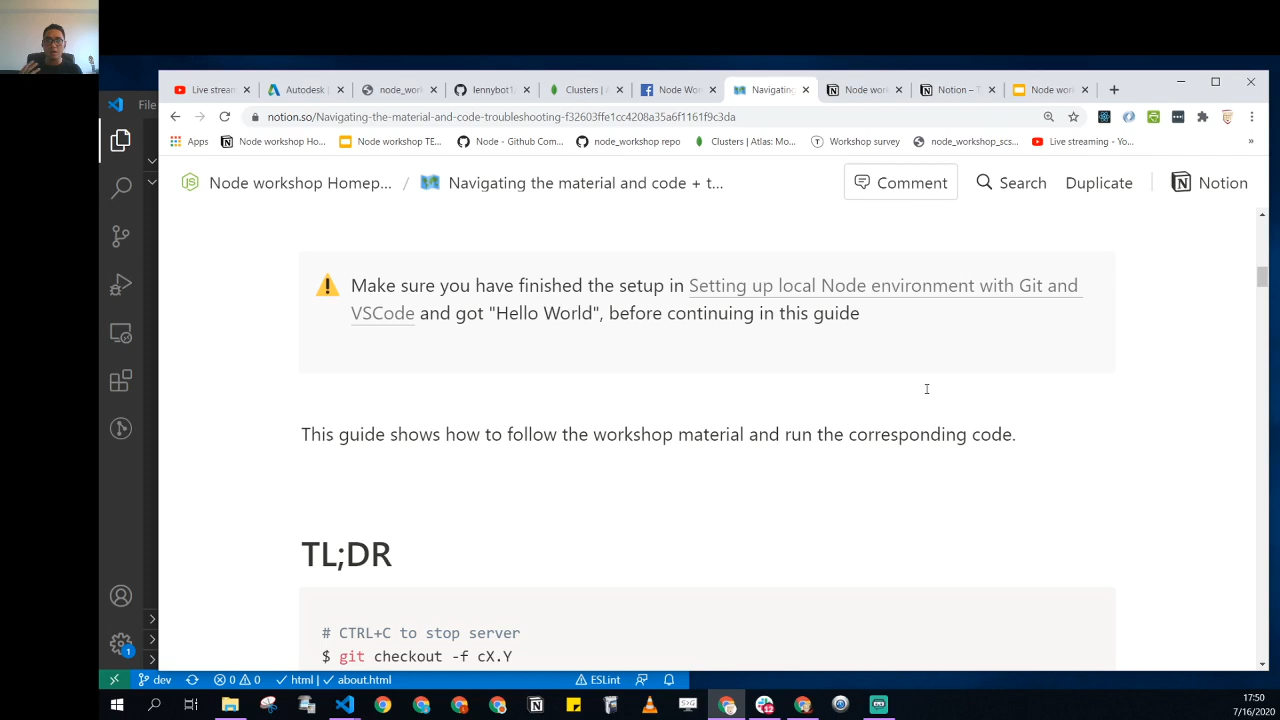 File
Live stream
Autodesk |
node_work
lennybot1
Clusters | A
Node Wor
Navigating
Node work
Notion – T
Node work
notion.so/Navigating-the-material-and-code-troubleshooting-f32603ffe1cc4208a35a6f1161f9c3da
Apps
Node workshop Ho...
Node workshop TE...
Node - Github Com...
node_workshop repo
Clusters | Atlas: Mo...
Workshop survey
node_workshop_scs...
Live streaming - Yo...
»
Node workshop Homep... / Navigating the material and code + t...
Comment
Search
Duplicate
Notion
Make sure you have finished the setup in Setting up local Node environment with Git and
VSCode and got "Hello World", before continuing in this guide
This guide shows how to follow the workshop material and run the corresponding code.
TL;DR
# CTRL+C to stop server
$ git checkout -f cX.Y
1
dev
0
0
html | ✓ about.html
ESLint
12
17:50
7/16/2020